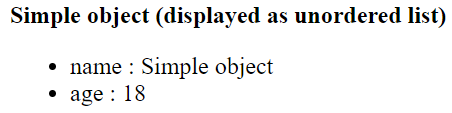 Simple object (displayed as unordered list)
• name : Simple object
• age : 18